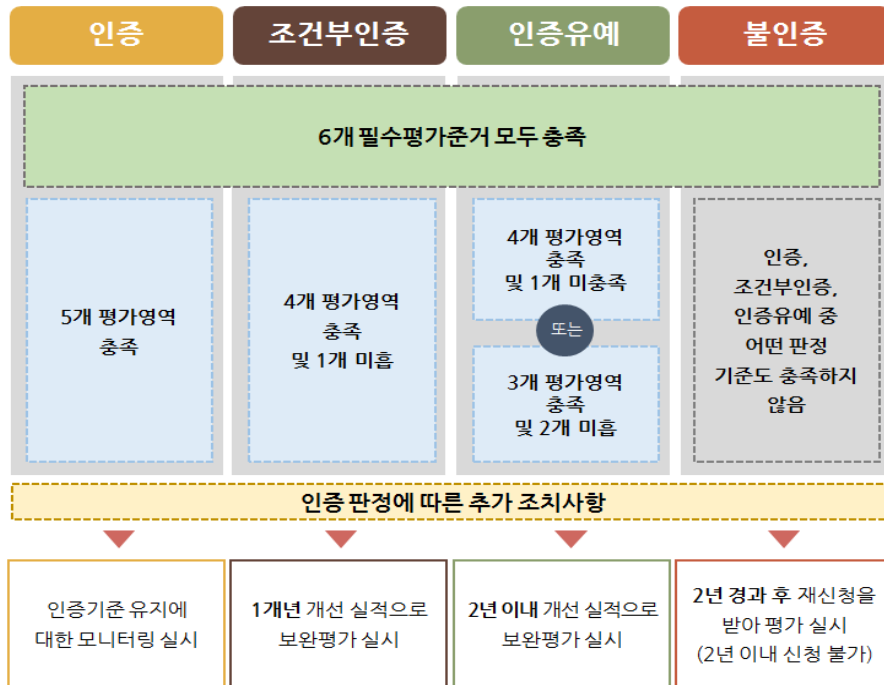 인증
조건부인증
인증유예
불인증
6개 필수평가준거 모두 충족
5개 평가영역
충족
4개 평가영역
충족
및 1개 미흡
4개 평가영역
충족
및 1개 미충족
또는
3개 평가영역
충족
및 2개 미흡
인증,
조건부인증,
인증유예 중
어떤 판정
기준도 충족하지
않음
인증 판정에 따른 추가 조치사항
인증기준 유지에
대한 모니터링 실시
1개년 개선 실적으로
보완평가 실시
2년 이내 개선 실적으로
보완평가 실시
2년 경과 후 재신청을
받아 평가 실시
(2년 이내 신청 불가)